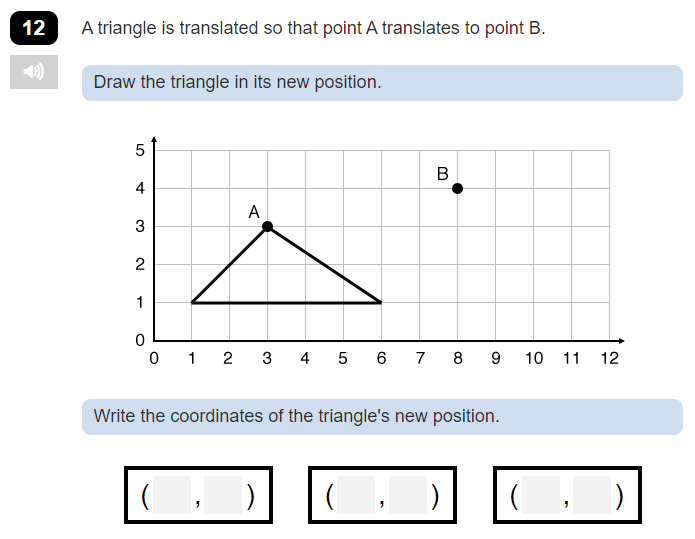 12 A triangle is translated so that point A translates to point B.
Draw the triangle in its new position.
5
B
4
A
3
2
1
0
0 1 2 3 4 5 6 7 8 9 10 11 12
Write the coordinates of the triangle's new position.
( , ) ( , ) ( , )